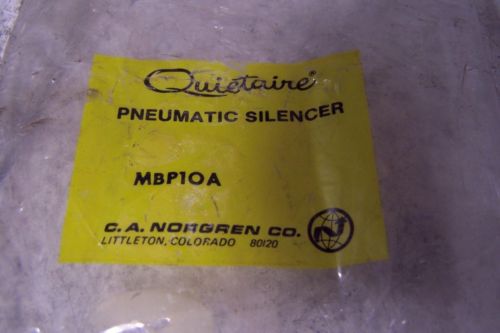 Quietaire®
PNEUMATIC SILENCER
MBP10A
C.A. NORGREN CO.
LITTLETON, COLORADO 80120